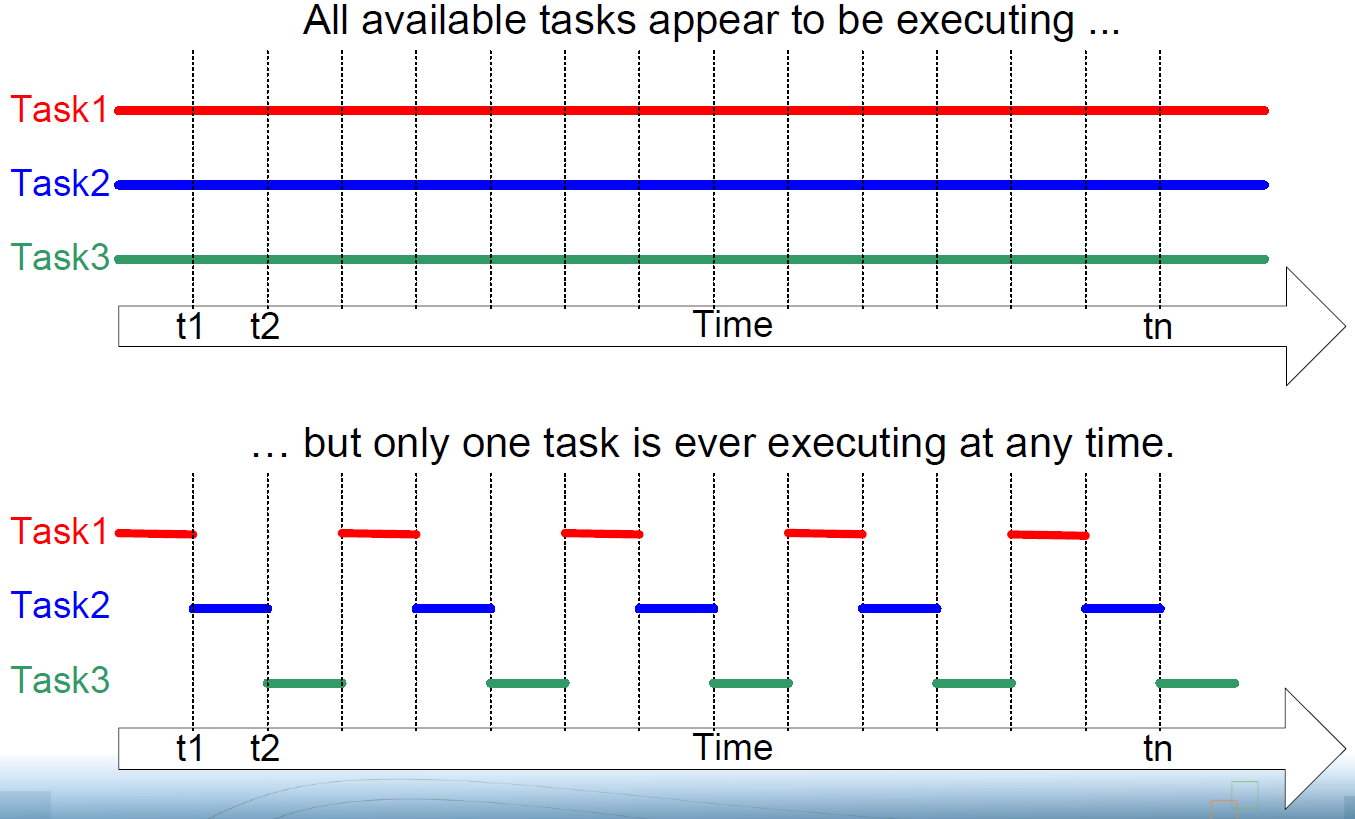 All available tasks appear to be executing ...
Task1
Task2
Task3
t1 t2 Time tn
… but only one task is ever executing at any time.
Task1
Task2
Task3
t1 t2 Time tn